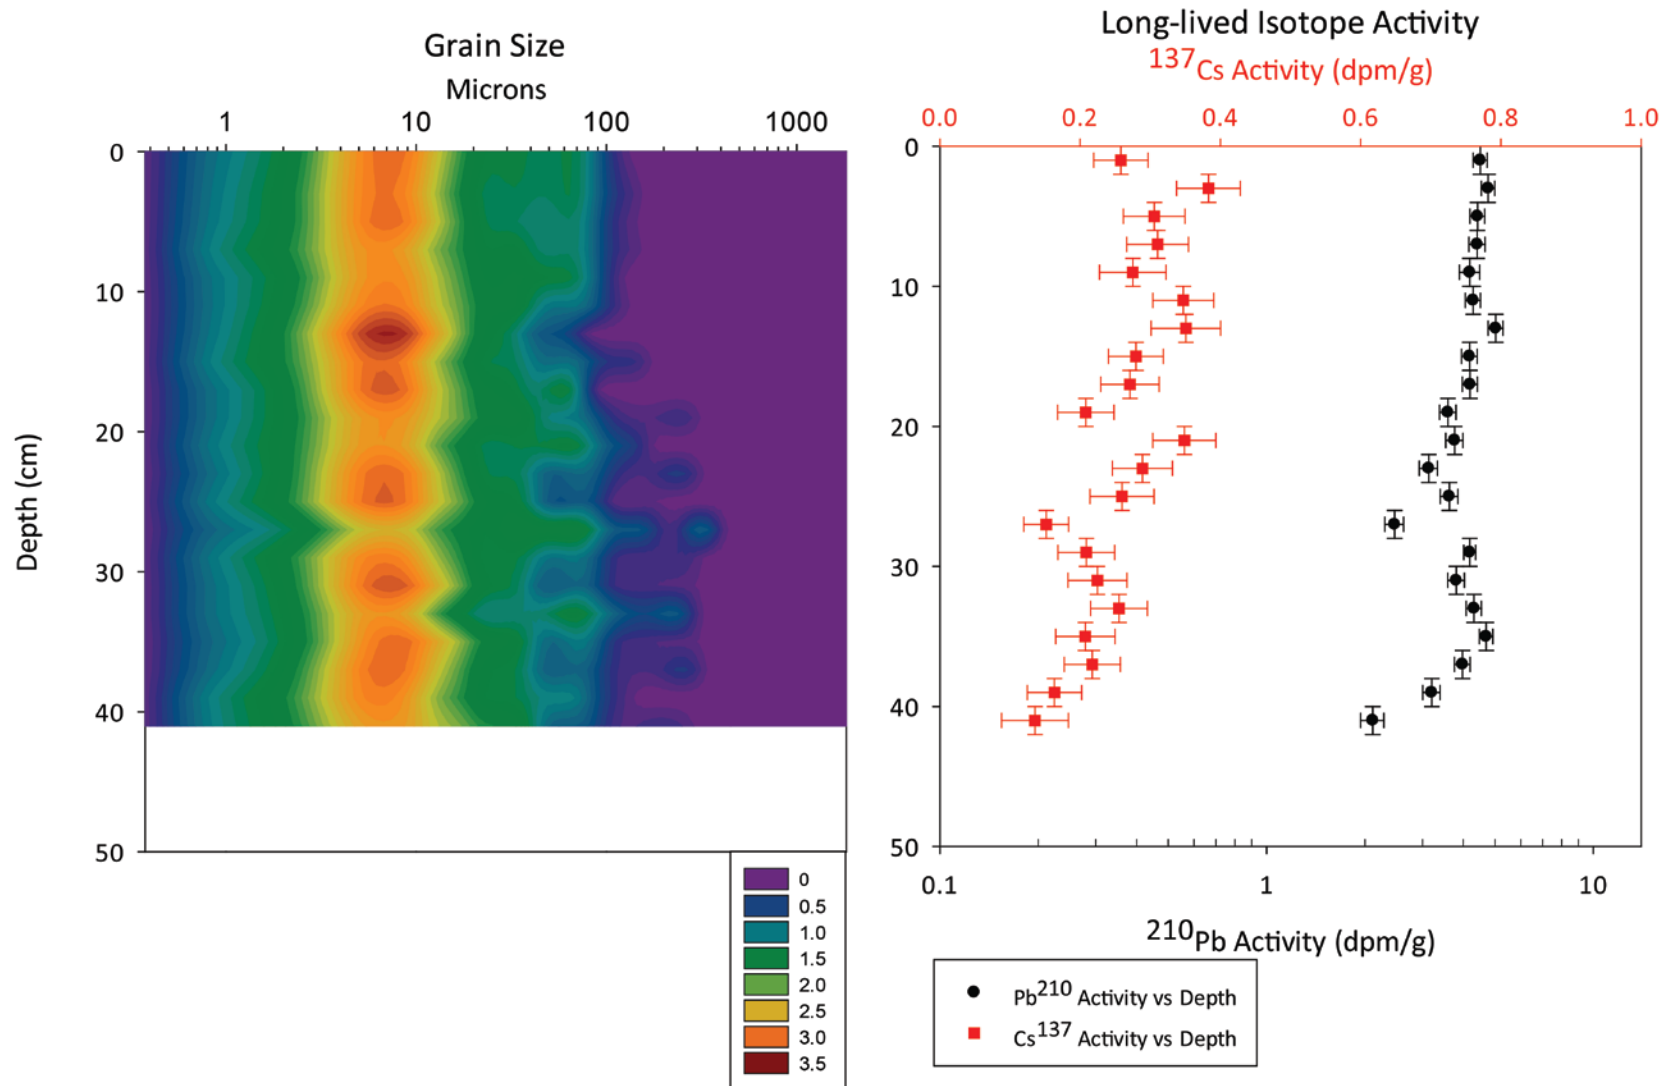 Grain Size
Microns
1 10 100 1000
0
10
20
30
40
50
Depth (cm)
0
0.5
1.0
1.5
2.0
2.5
3.0
3.5
Long-lived Isotope Activity
¹³⁷Cs Activity (dpm/g)
0.0 0.2 0.4 0.6 0.8 1.0
0
10
20
30
40
50
0.1 1 10
²¹⁰Pb Activity (dpm/g)
Pb²¹⁰ Activity vs Depth
Cs¹³⁷ Activity vs Depth